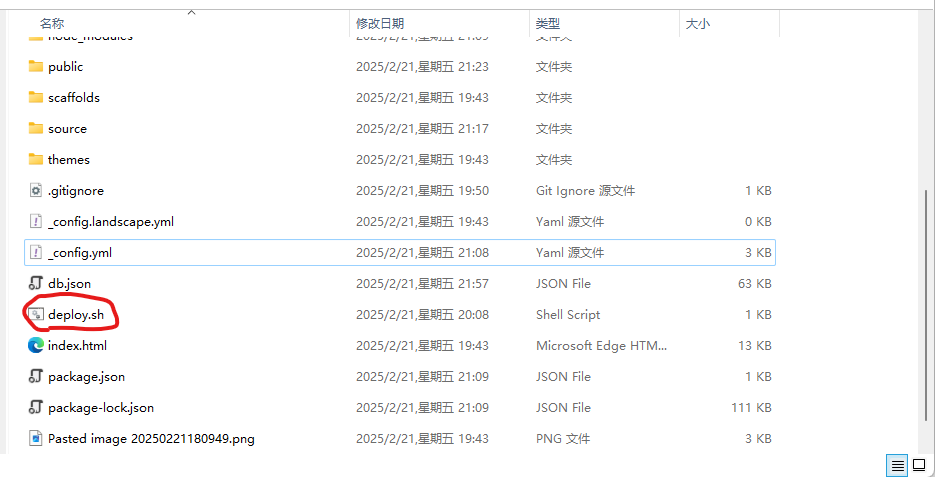 名称 修改日期 类型 大小
node_modules 2025/2/21,星期五 21:09 文件夹
public 2025/2/21,星期五 21:23 文件夹
scaffolds 2025/2/21,星期五 19:43 文件夹
source 2025/2/21,星期五 21:17 文件夹
themes 2025/2/21,星期五 19:43 文件夹
.gitignore 2025/2/21,星期五 19:50 Git Ignore 源文件 1 KB
_config.landscape.yml 2025/2/21,星期五 19:43 Yaml 源文件 0 KB
_config.yml 2025/2/21,星期五 21:08 Yaml 源文件 3 KB
db.json 2025/2/21,星期五 21:57 JSON File 63 KB
deploy.sh 2025/2/21,星期五 20:08 Shell Script 1 KB
index.html 2025/2/21,星期五 19:43 Microsoft Edge HTM... 13 KB
package.json 2025/2/21,星期五 21:09 JSON File 1 KB
package-lock.json 2025/2/21,星期五 21:09 JSON File 111 KB
Pasted image 20250221180949.png 2025/2/21,星期五 19:43 PNG 文件 3 KB